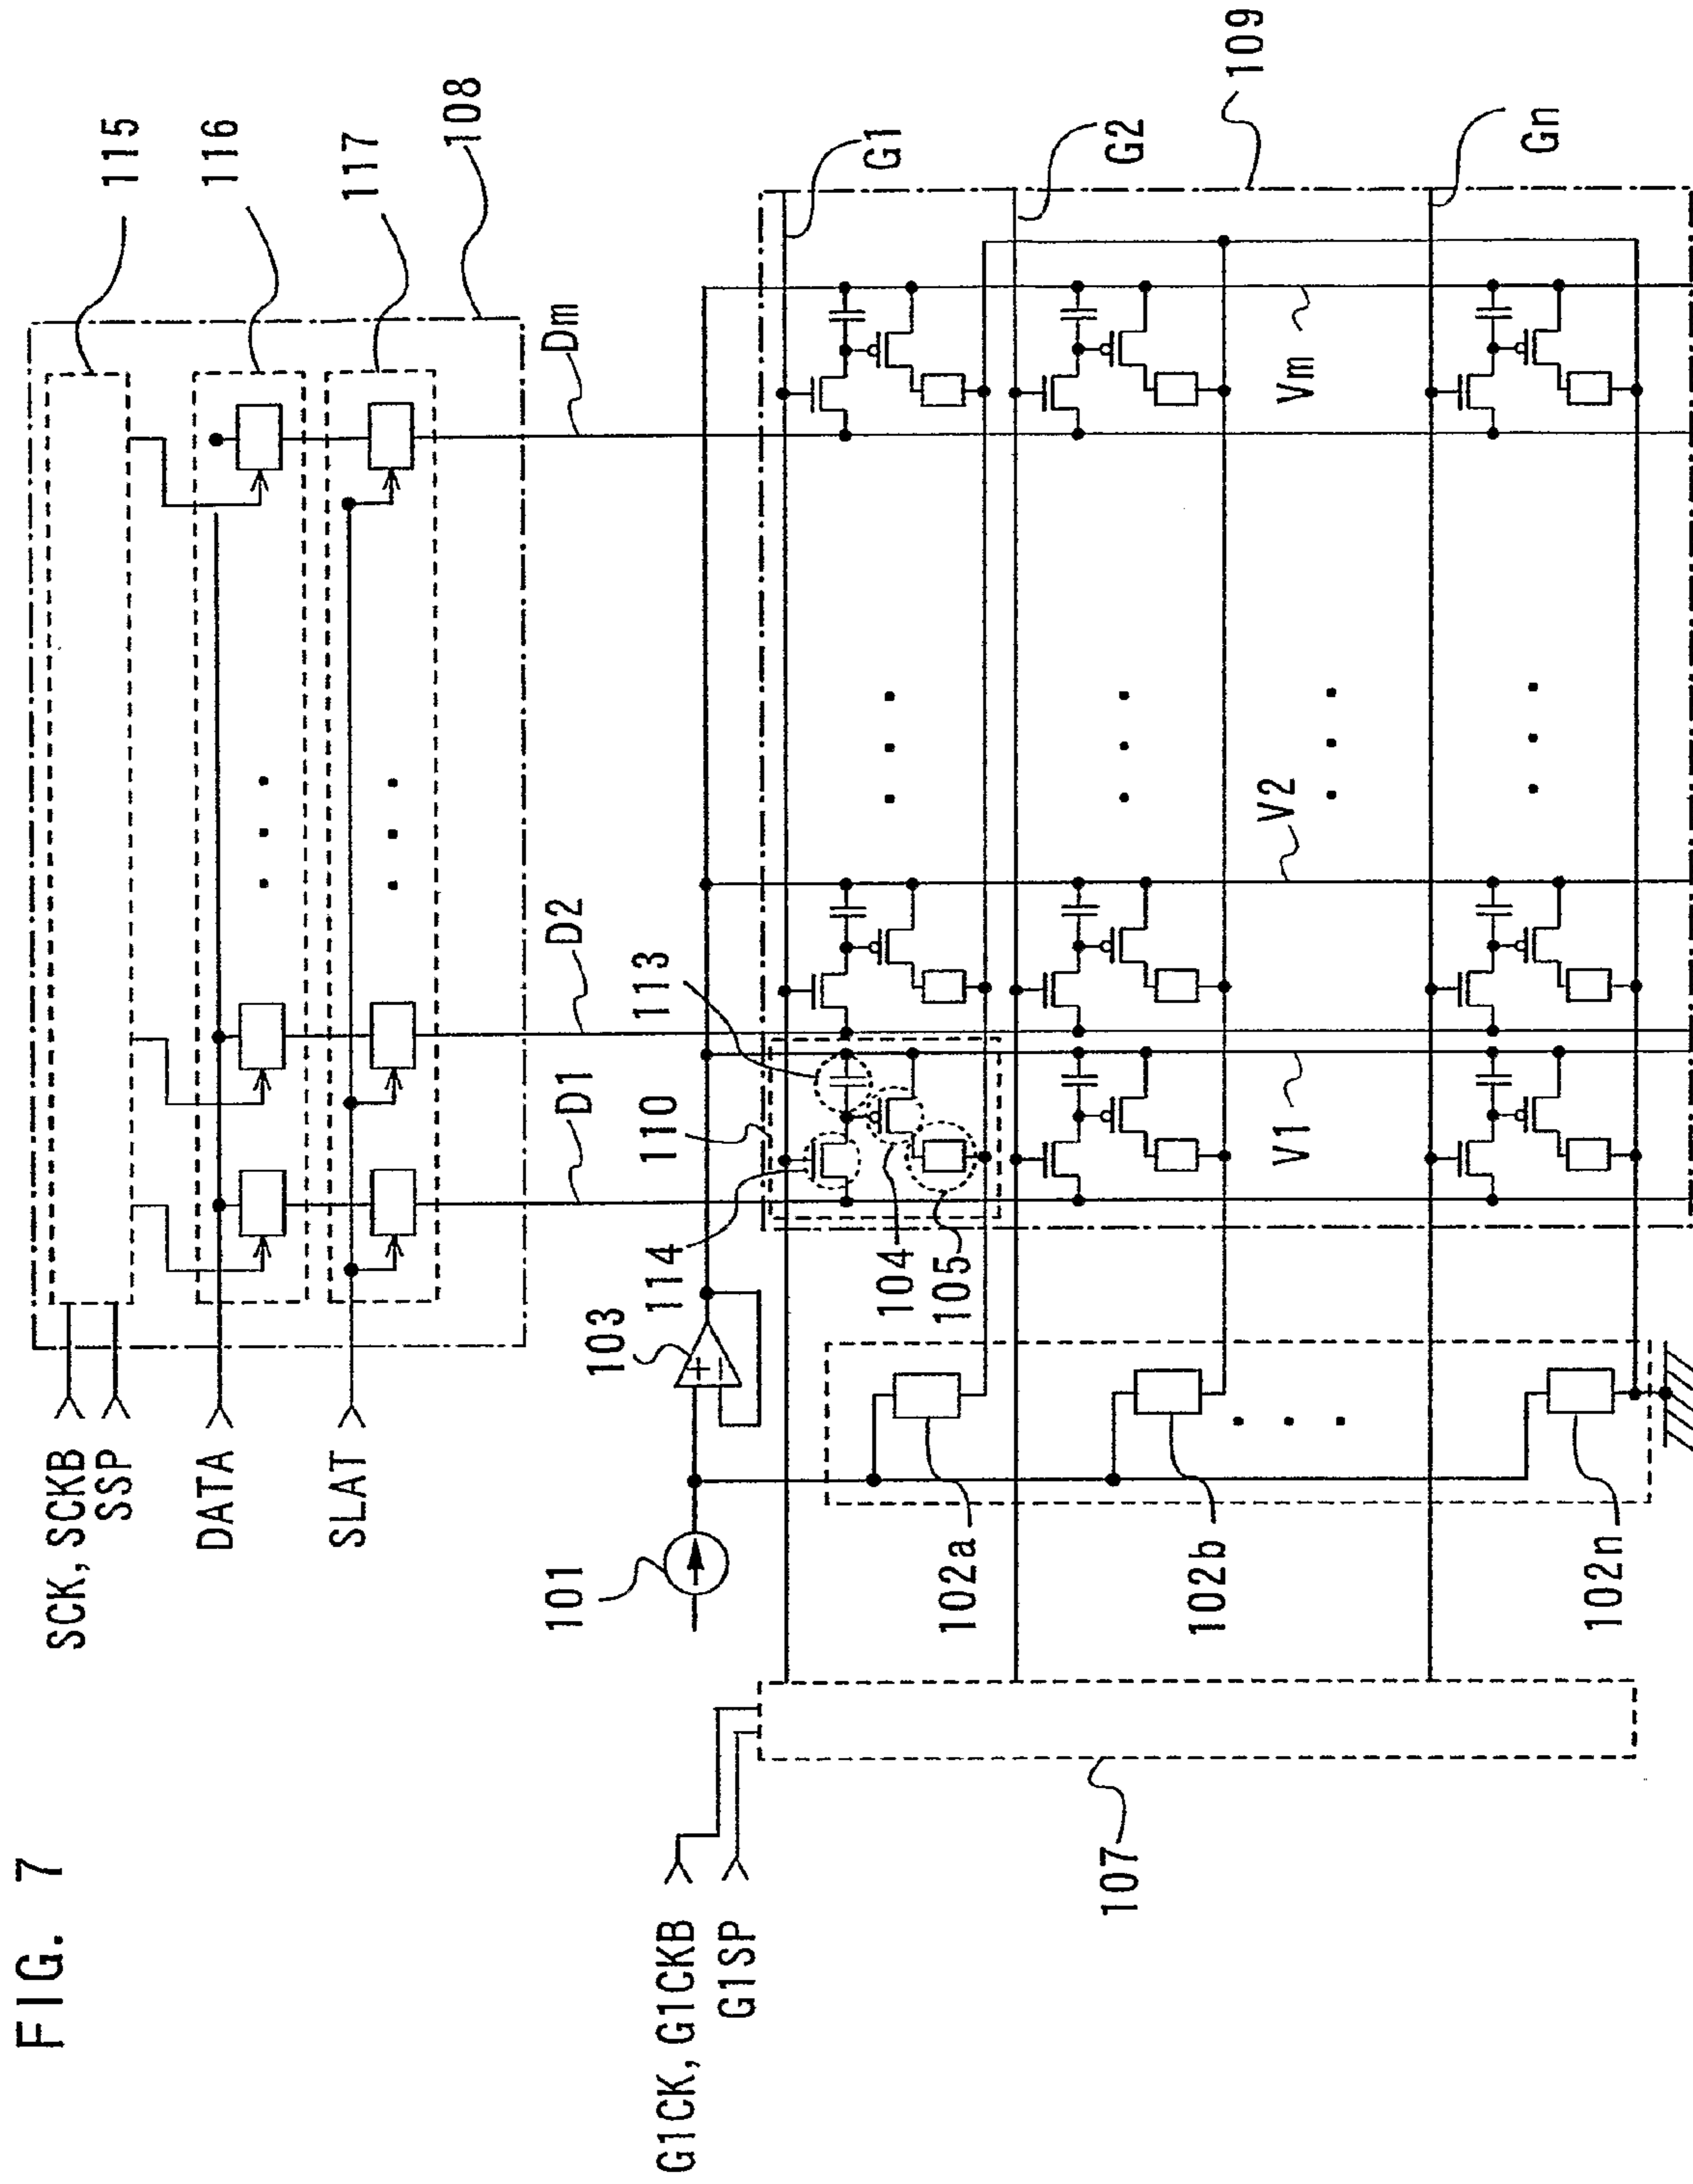 FIG. 7
SCK, SCKB
SSP
DATA
SLAT
115
116
117
108
Dm
D2
D1
113
110
114
104
105
103
101
102a
102b
102n
107
G1CK, G1CKB
G1SP
G1
G2
Gn
109
Vm
V2
V1